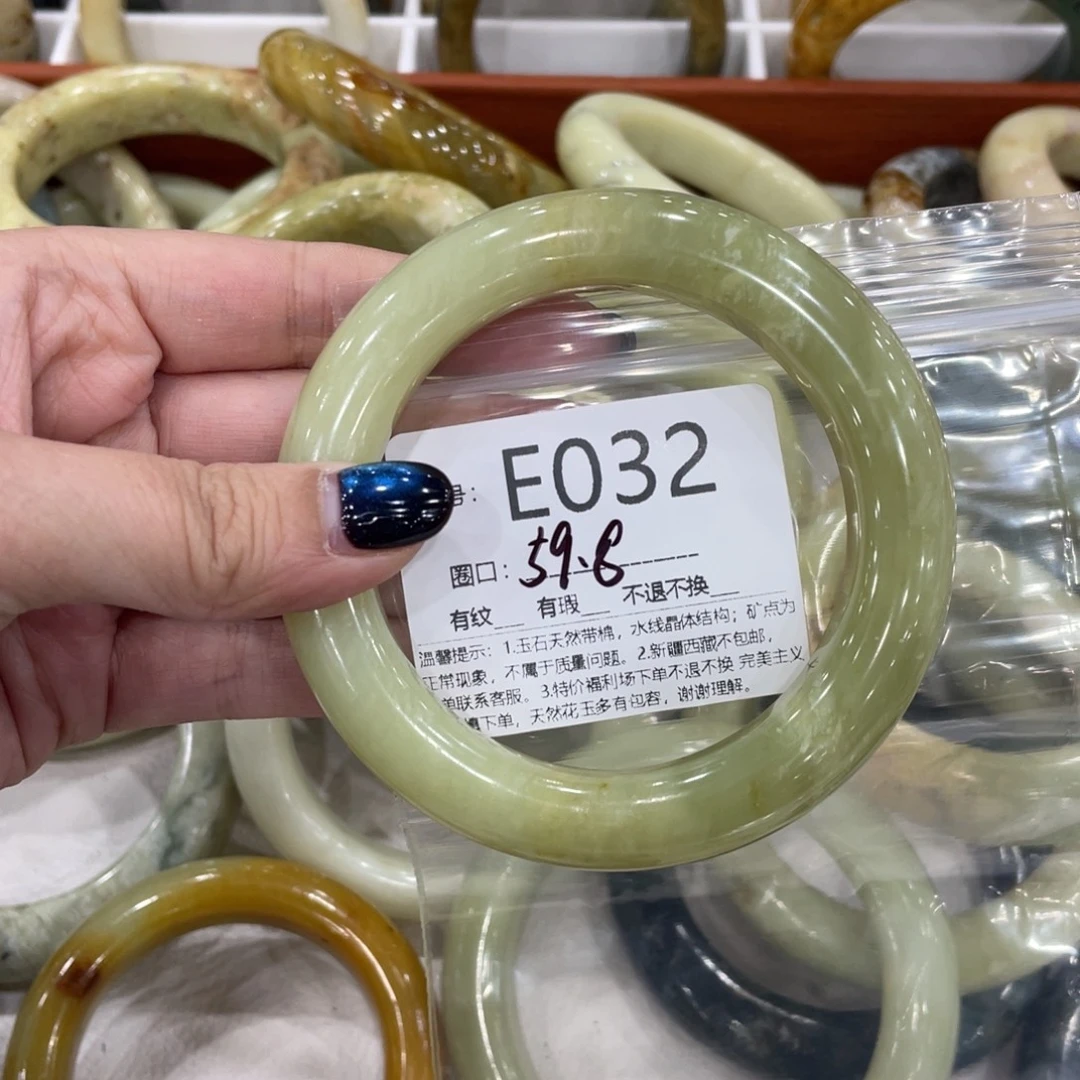 号: E032
圈口: 59.8
有纹 有瑕 不退不换
温馨提示: 1.玉石天然带棉, 水线晶体结构; 矿点为
正常现象, 不属于质量问题。2.新疆西藏不包邮,
单联系客服。3.特价福利场下单不退不换 完美主义
慎下单, 天然花玉多有包容, 谢谢理解。